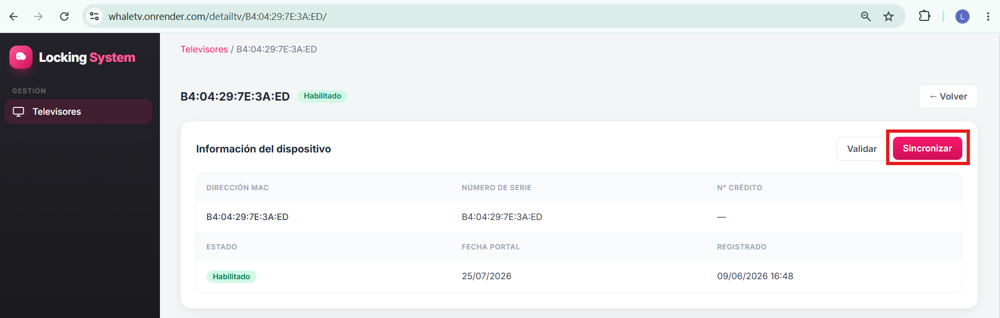 whaletv.onrender.com/detailtv/B4:04:29:7E:3A:ED/
L
Locking System
GESTIÓN
Televisores
Televisores / B4:04:29:7E:3A:ED
B4:04:29:7E:3A:ED Habilitado
← Volver
Información del dispositivo
Validar
Sincronizar
DIRECCIÓN MAC NÚMERO DE SERIE N° CRÉDITO
B4:04:29:7E:3A:ED B4:04:29:7E:3A:ED —
ESTADO FECHA PORTAL REGISTRADO
Habilitado 25/07/2026 09/06/2026 16:48